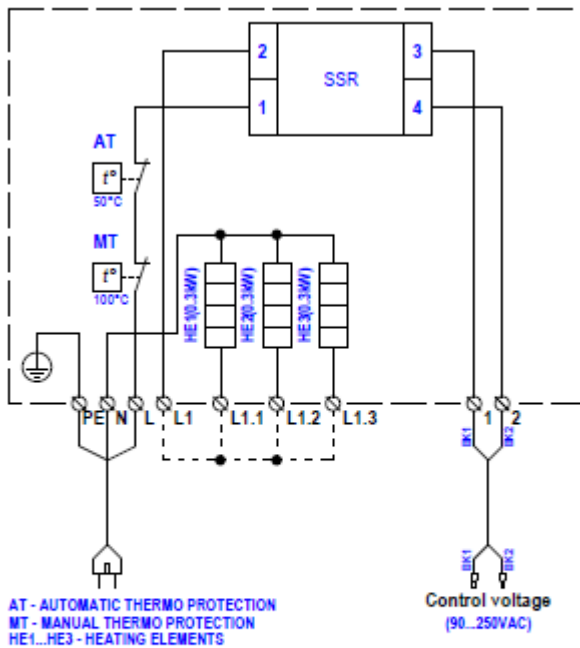 2
SSR
3
1
4
AT
t°
50°C
MT
t°
100°C
HE1(0.3kW)
HE2(0.3kW)
HE3(0.3kW)
PE N L L1 L1.1 L1.2 L1.3 1 2
BK1
BK2
BK1
BK2
AT - AUTOMATIC THERMO PROTECTION
MT - MANUAL THERMO PROTECTION
HE1...HE3 - HEATING ELEMENTS
Control voltage
(90...250VAC)